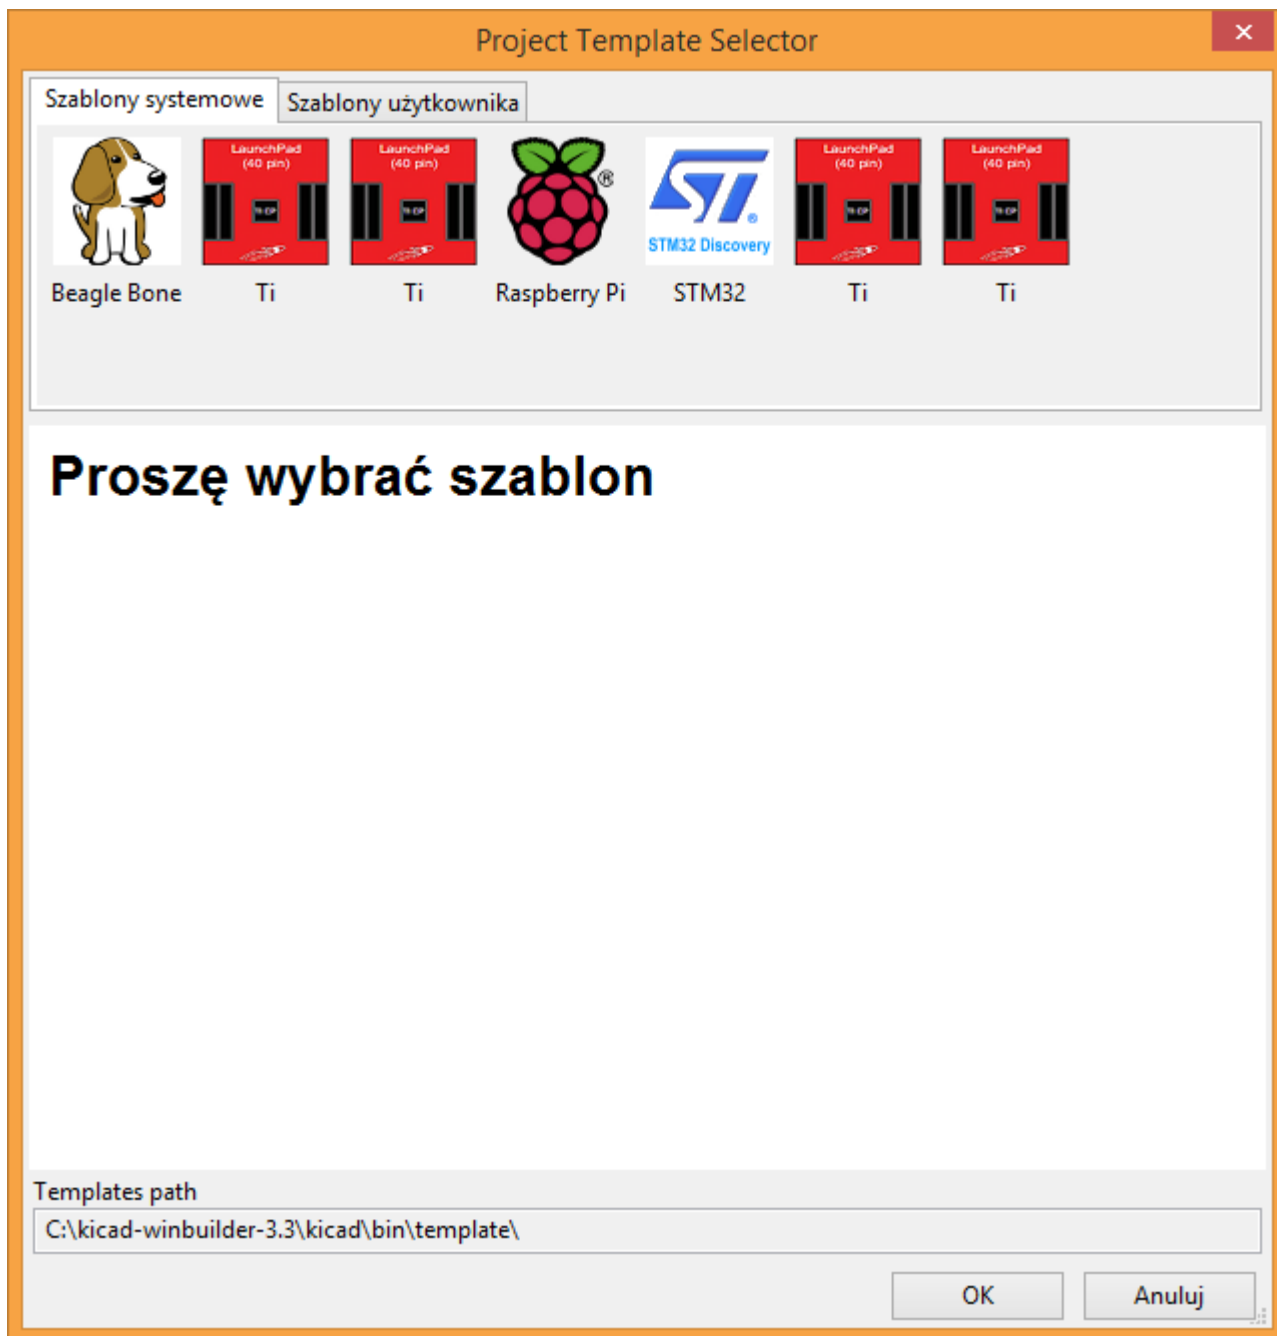 Project Template Selector
Szablony systemowe Szablony użytkownika
LaunchPad LaunchPad LaunchPad LaunchPad
(40 pin) (40 pin) (40 pin) (40 pin)
®
ST
STM32 Discovery
Beagle Bone Ti Ti Raspberry Pi STM32 Ti Ti
Proszę wybrać szablon
Templates path
C:\kicad-winbuilder-3.3\kicad\bin\template\
OK Anuluj